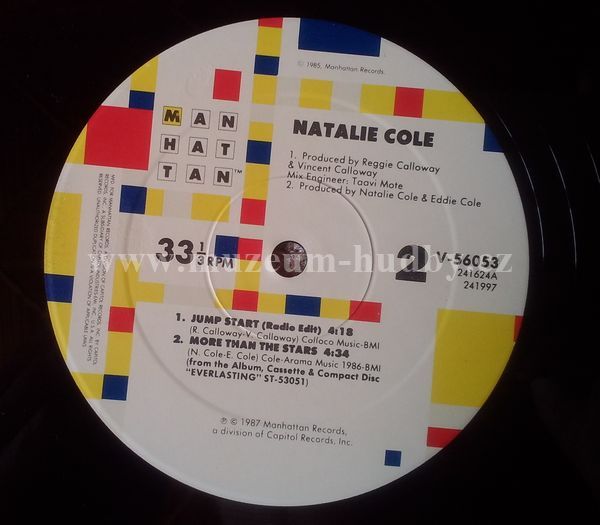 © 1985, Manhattan Records.
MAN
HAT
TAN™
NATALIE COLE
1. Produced by Reggie Calloway
& Vincent Calloway
Mix Engineer: Taavi Mote
2. Produced by Natalie Cole & Eddie Cole
33 1/3 RPM
2
V-56053
241624A
241997
www.muzeum-hudby.cz
1. JUMP START (Radio Edit) 4:18
(R. Calloway-V. Calloway) Calloco Music-BMI
2. MORE THAN THE STARS 4:34
(N. Cole-E. Cole) Cole-Arama Music 1986-BMI
(from the Album, Cassette & Compact Disc
"EVERLASTING" ST-53051)
℗ © 1987 Manhattan Records,
a division of Capitol Records, Inc.